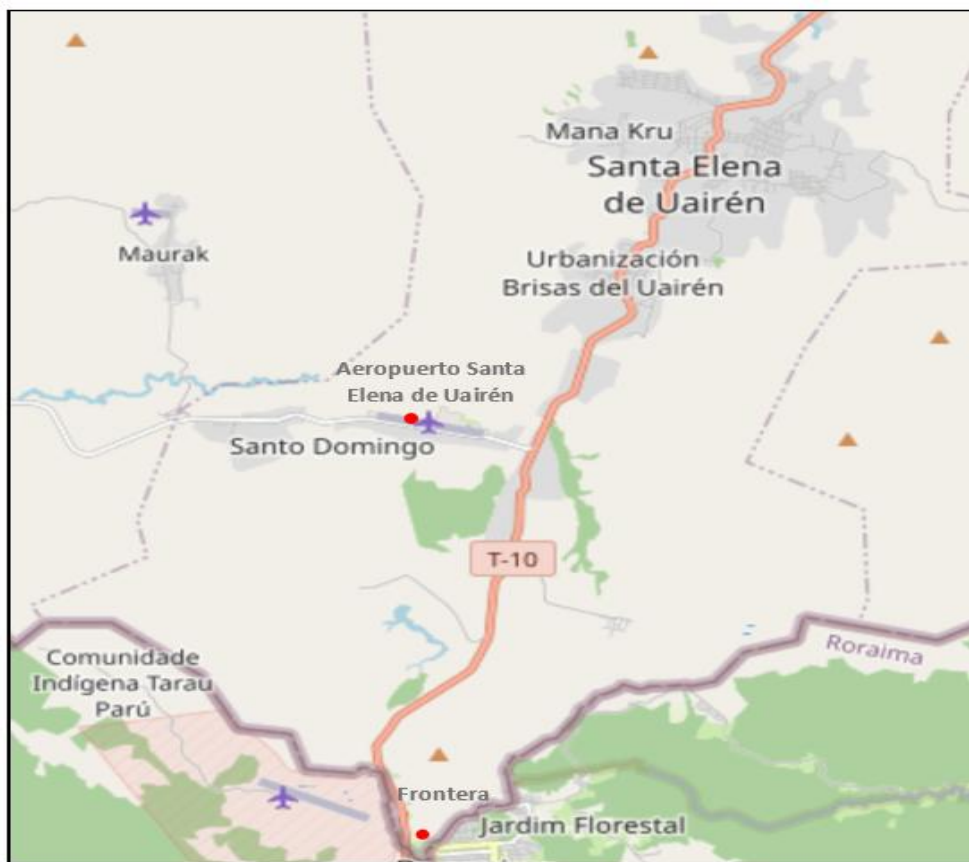 Mana Kru
Santa Elena
de Uairén
Urbanización
Brisas del Uairén
Maurak
Aeropuerto Santa
Elena de Uairén
Santo Domingo
T-10
Roraima
Comunidade
Indígena Tarau
Parú
Frontera
Jardim Florestal